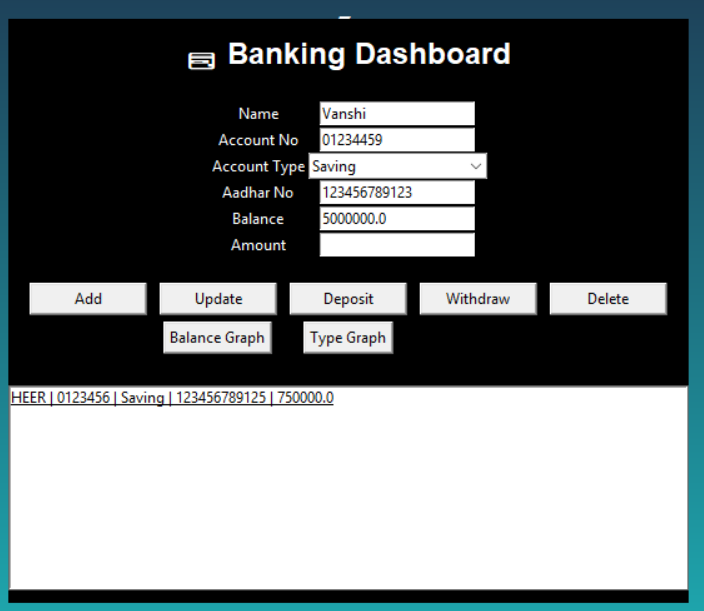 Banking Dashboard
Name Vanshi
Account No 01234459
Account Type Saving
Aadhar No 123456789123
Balance 5000000.0
Amount
Add Update Deposit Withdraw Delete
Balance Graph Type Graph
HEER | 0123456 | Saving | 123456789125 | 750000.0